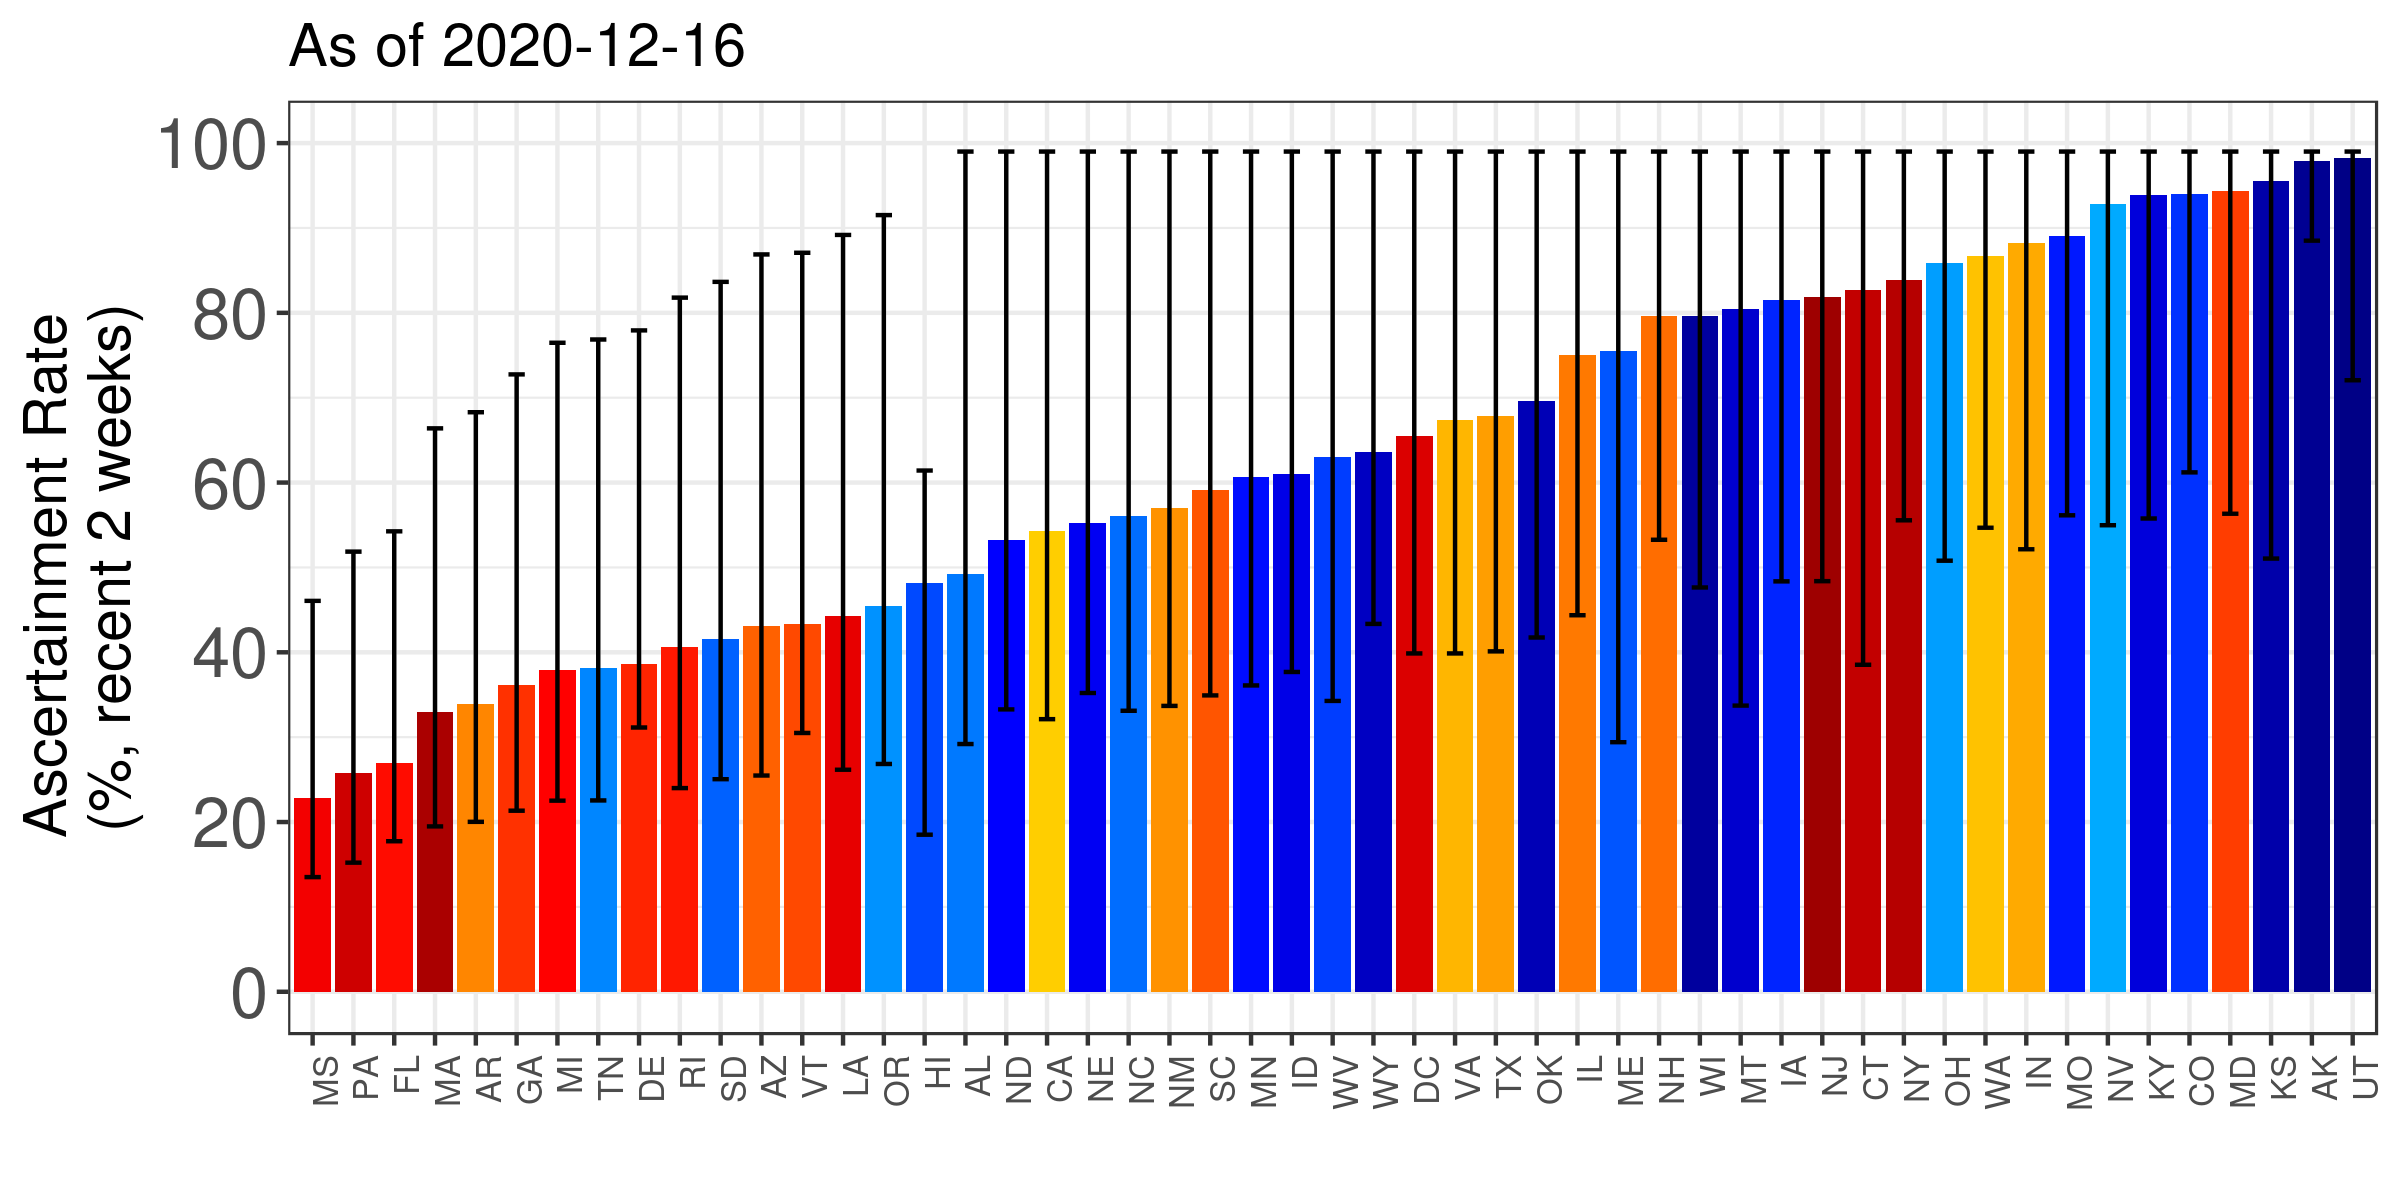 As of 2020-12-16
Ascertainment Rate
(%, recent 2 weeks)
100
80
60
40
20
0
MS PA FL MA AR GA MI TN DE RI SD AZ VT LA OR HI AL ND CA NE NC NM SC MN ID WV WY DC VA TX OK IL ME NH WI MT IA NJ CT NY OH WA IN MO NV KY CO MD KS AK UT